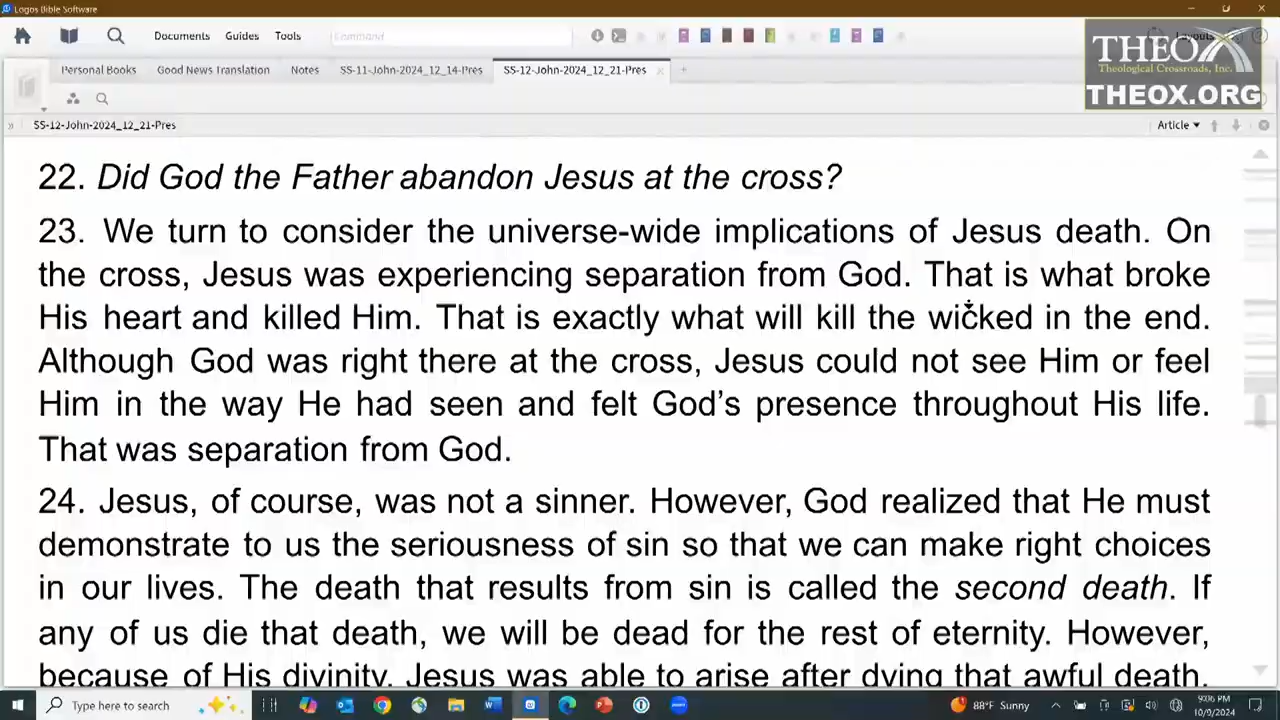 Logos Bible Software
Documents Guides Tools Command
THEOX
Theological Crossroads, Inc.
THEOX.ORG
Personal Books Good News Translation Notes SS-12-John-2024_12_21-Pres
SS-12-John-2024_12_21-Pres Article
22. Did God the Father abandon Jesus at the cross?
23. We turn to consider the universe-wide implications of Jesus death. On
the cross, Jesus was experiencing separation from God. That is what broke
His heart and killed Him. That is exactly what will kill the wicked in the end.
Although God was right there at the cross, Jesus could not see Him or feel
Him in the way He had seen and felt God's presence throughout His life.
That was separation from God.
24. Jesus, of course, was not a sinner. However, God realized that He must
demonstrate to us the seriousness of sin so that we can make right choices
in our lives. The death that results from sin is called the second death. If
any of us die that death, we will be dead for the rest of eternity. However,
because of His divinity, Jesus was able to arise after dying that awful death.
Type here to search 88°F Sunny 9:06 PM
10/9/2024